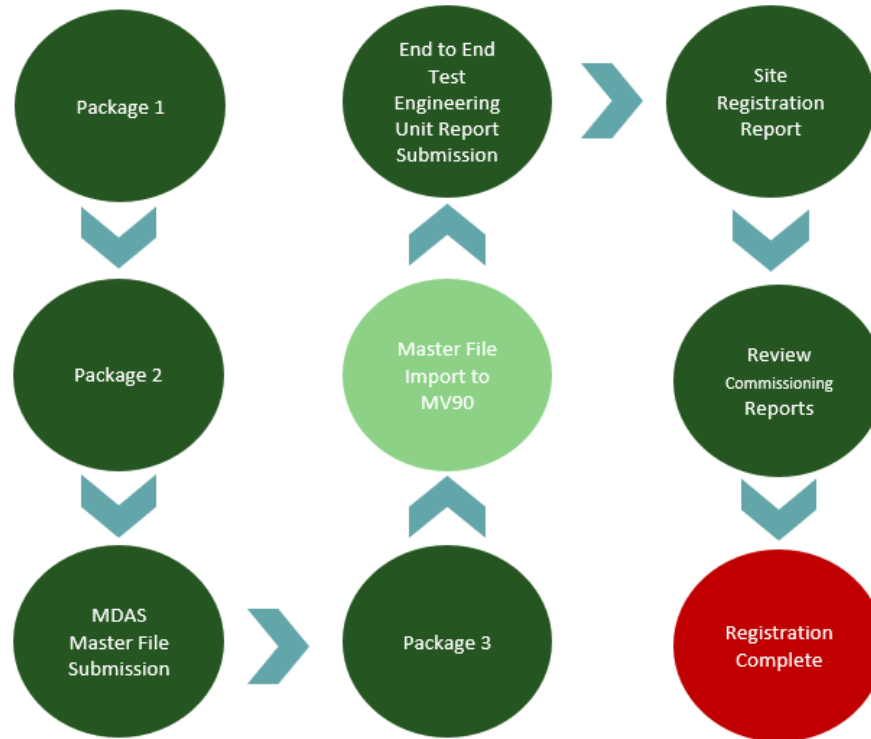 Package 1
Package 2
MDAS
Master File
Submission
Package 3
Master File
Import to
MV90
End to End
Test
Engineering
Unit Report
Submission
Site
Registration
Report
Review
Commissioning
Reports
Registration
Complete